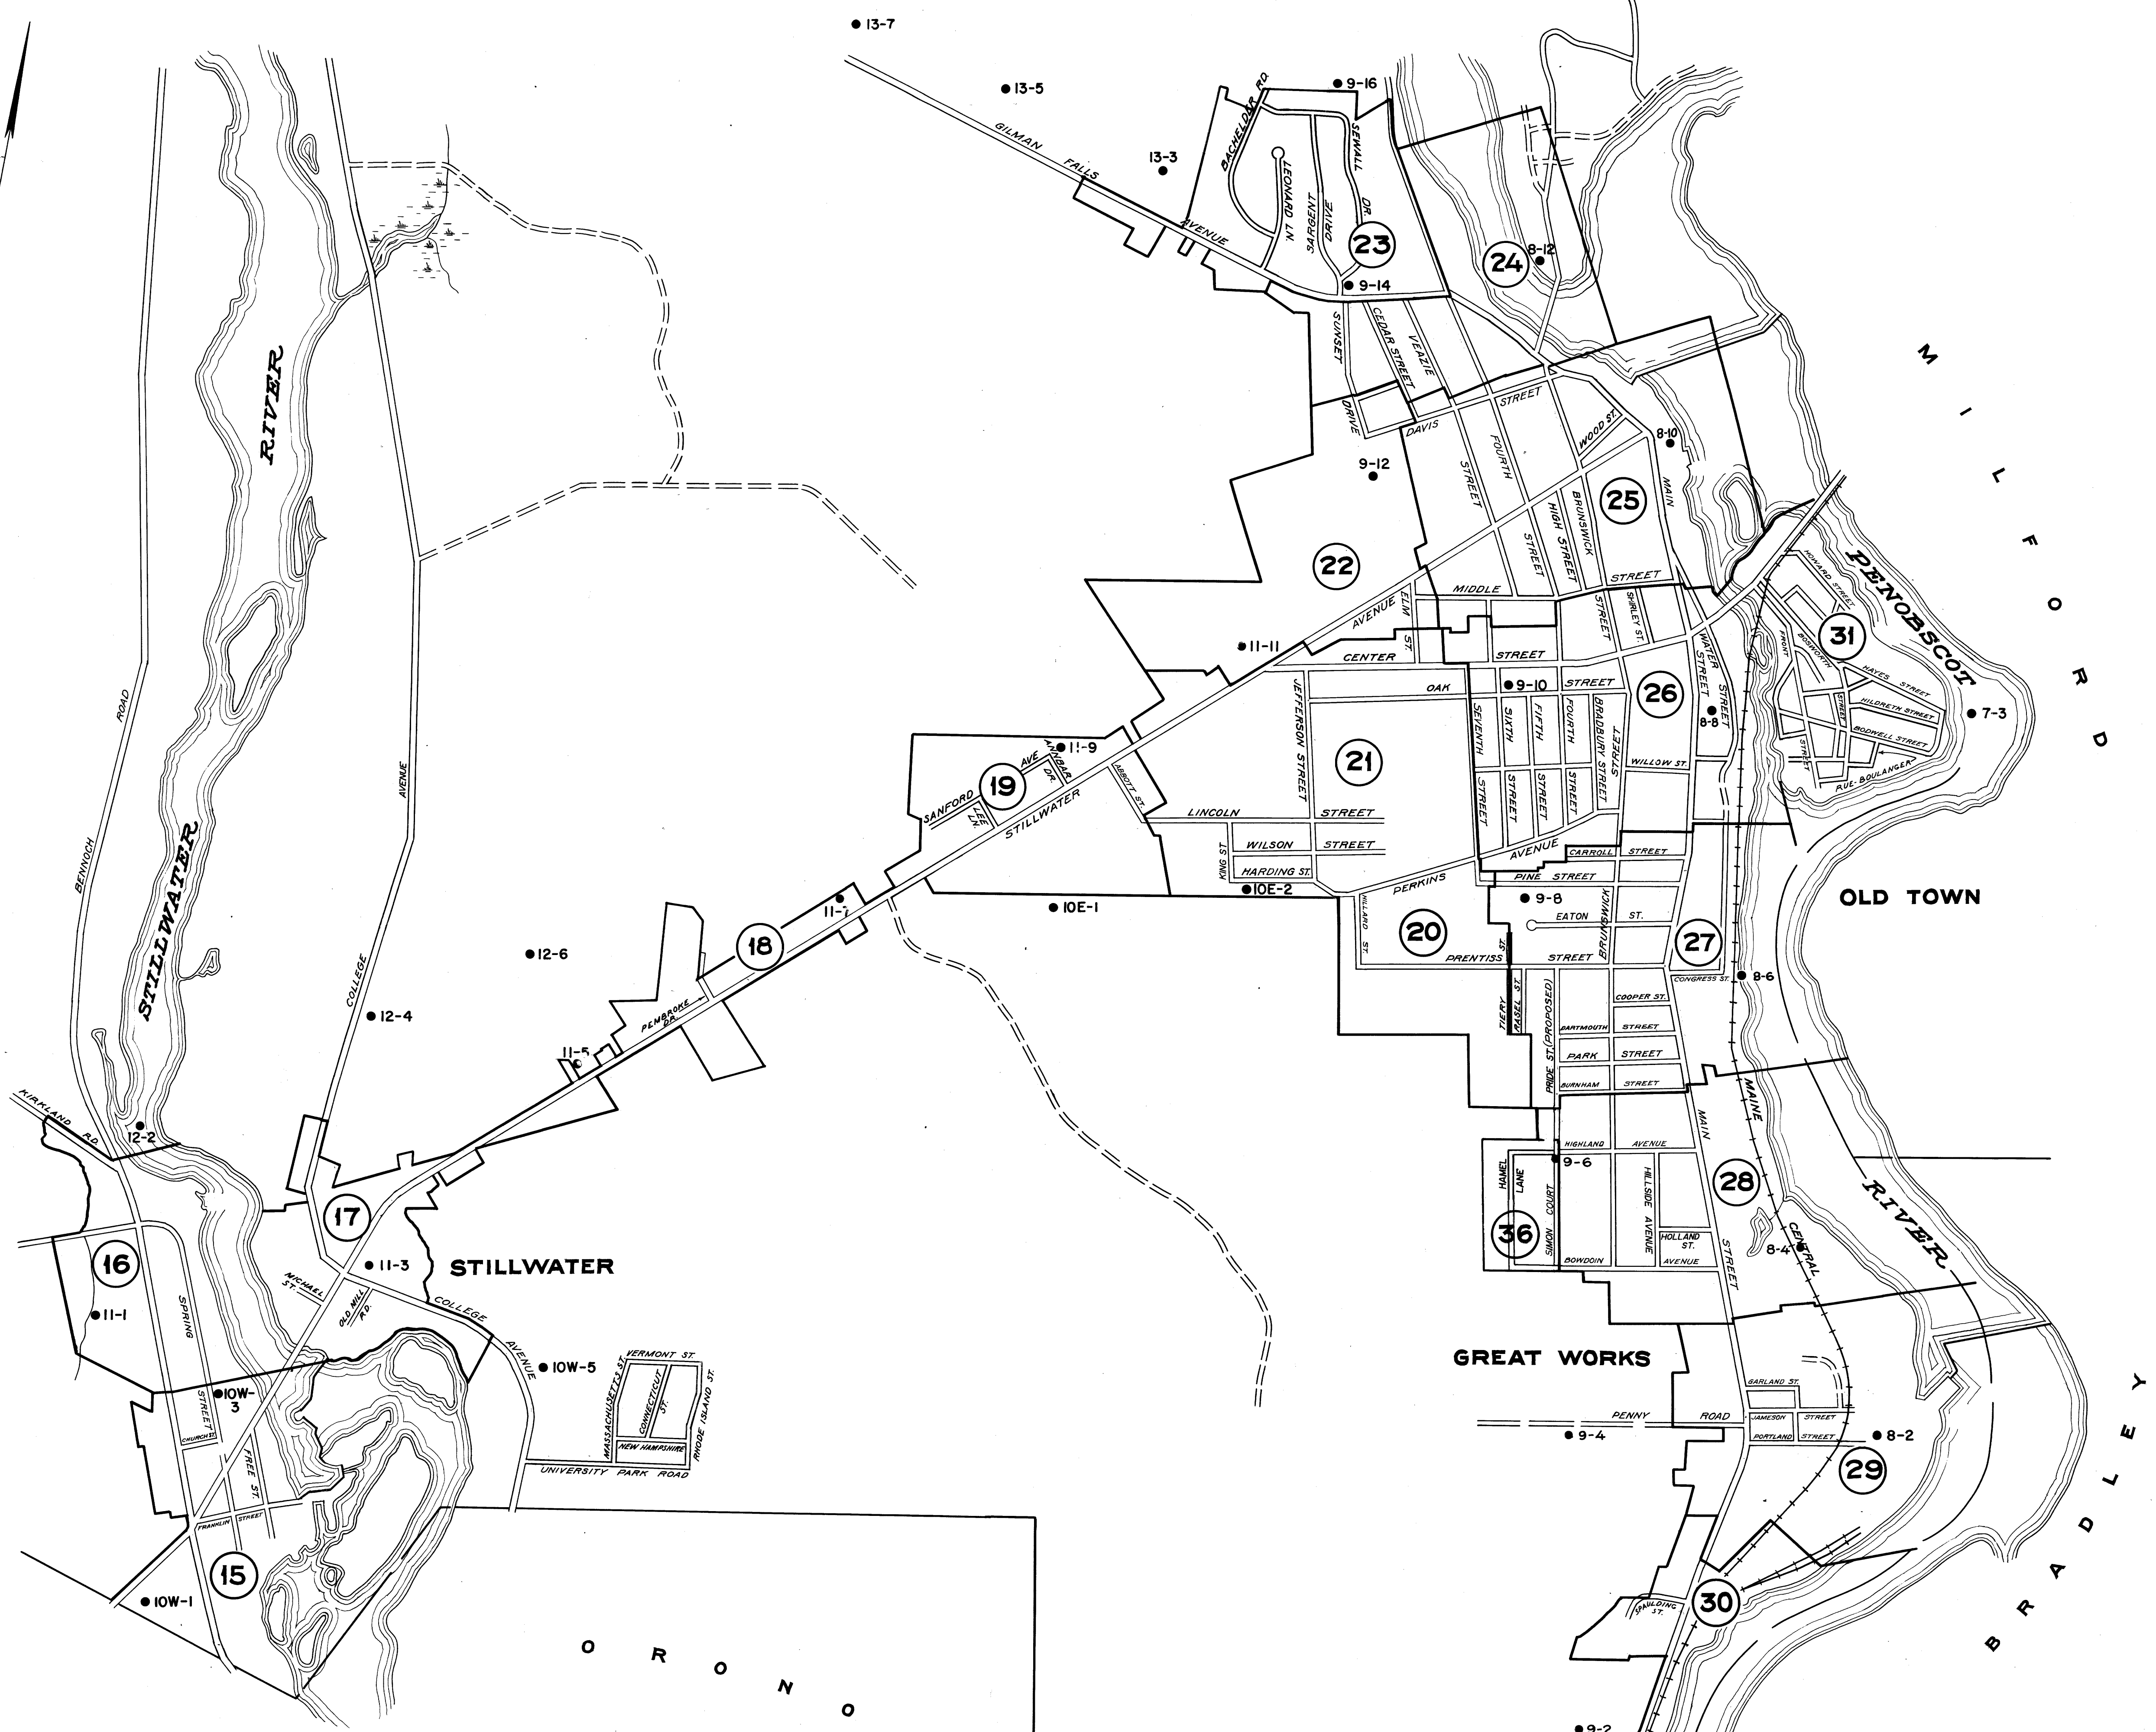 13-7
13-5
9-16
GILMAN FALLS AVENUE
13-3
BACHELDER RD.
LEONARD LN.
SARGENT DRIVE
SEWALL DR.
23
24
8-12
9-14
SUNSET DRIVE
CEDAR STREET
VEAZIE STREET
DAVIS STREET
FOURTH STREET
WOOD ST.
8-10
9-12
25
MAIN
BRUNSWICK
HIGH STREET
22
MIDDLE STREET
AVENUE
ELM ST.
SHIRLEY ST.
STREET
WATER STREET
STREET
MILFORD
PENOBSCOT
HOWARD STREET
31
FRONT STREET
BOSWORTH STREET
HAYES STREET
HILDRETH STREET
BODWELL STREET
RUE-BOULANGER
7-3
11-11
CENTER STREET
OAK STREET
9-10
26
8-8
JEFFERSON STREET
SEVENTH STREET
SIXTH STREET
FIFTH STREET
FOURTH STREET
BRADBURY STREET
STREET
WILLOW ST.
21
11-9
ANNBAR DR.
SANFORD AVE
19
LEE LN.
STILLWATER
ABBOTT ST.
LINCOLN STREET
WILSON STREET
KING ST
HARDING ST.
10E-2
10E-1
PERKINS AVENUE
CARROLL STREET
PINE STREET
9-8
EATON ST.
BRUNSWICK
OLD TOWN
HILLARD ST.
20
27
PRENTISS STREET
ST.
TIERY
RASEL ST.
PRIDE ST. (PROPOSED)
CONGRESS ST.
8-6
COOPER ST.
DARTMOUTH STREET
PARK STREET
BURNHAM STREET
MAIN STREET
MAINE CENTRAL
HIGHLAND AVENUE
9-6
HAMEL LANE
SIMON COURT
HILLSIDE AVENUE
28
36
HOLLAND ST.
BOWDOIN AVENUE
8-4
RIVER
RIVER
BENNOCH ROAD
STILLWATER
COLLEGE AVENUE
12-6
12-4
18
11-7
PEMBROKE DR.
11-5
KIRKLAND RD.
12-2
17
16
11-3
STILLWATER
11-1
SPRING STREET
MICHAEL ST.
OLD MILL RD.
COLLEGE AVENUE
10W-5
10W-3
VERMONT ST.
MASSACHUSETTS ST.
CONNECTICUT ST.
RHODE ISLAND ST.
NEW HAMPSHIRE
UNIVERSITY PARK ROAD
CHURCH ST.
FREE ST.
FRANKLIN STREET
15
10W-1
ORONO
GREAT WORKS
GARLAND ST.
PENNY ROAD
JAMESON STREET
PORTLAND STREET
9-4
8-2
29
30
SPAULDING ST.
9-2
BRADLEY